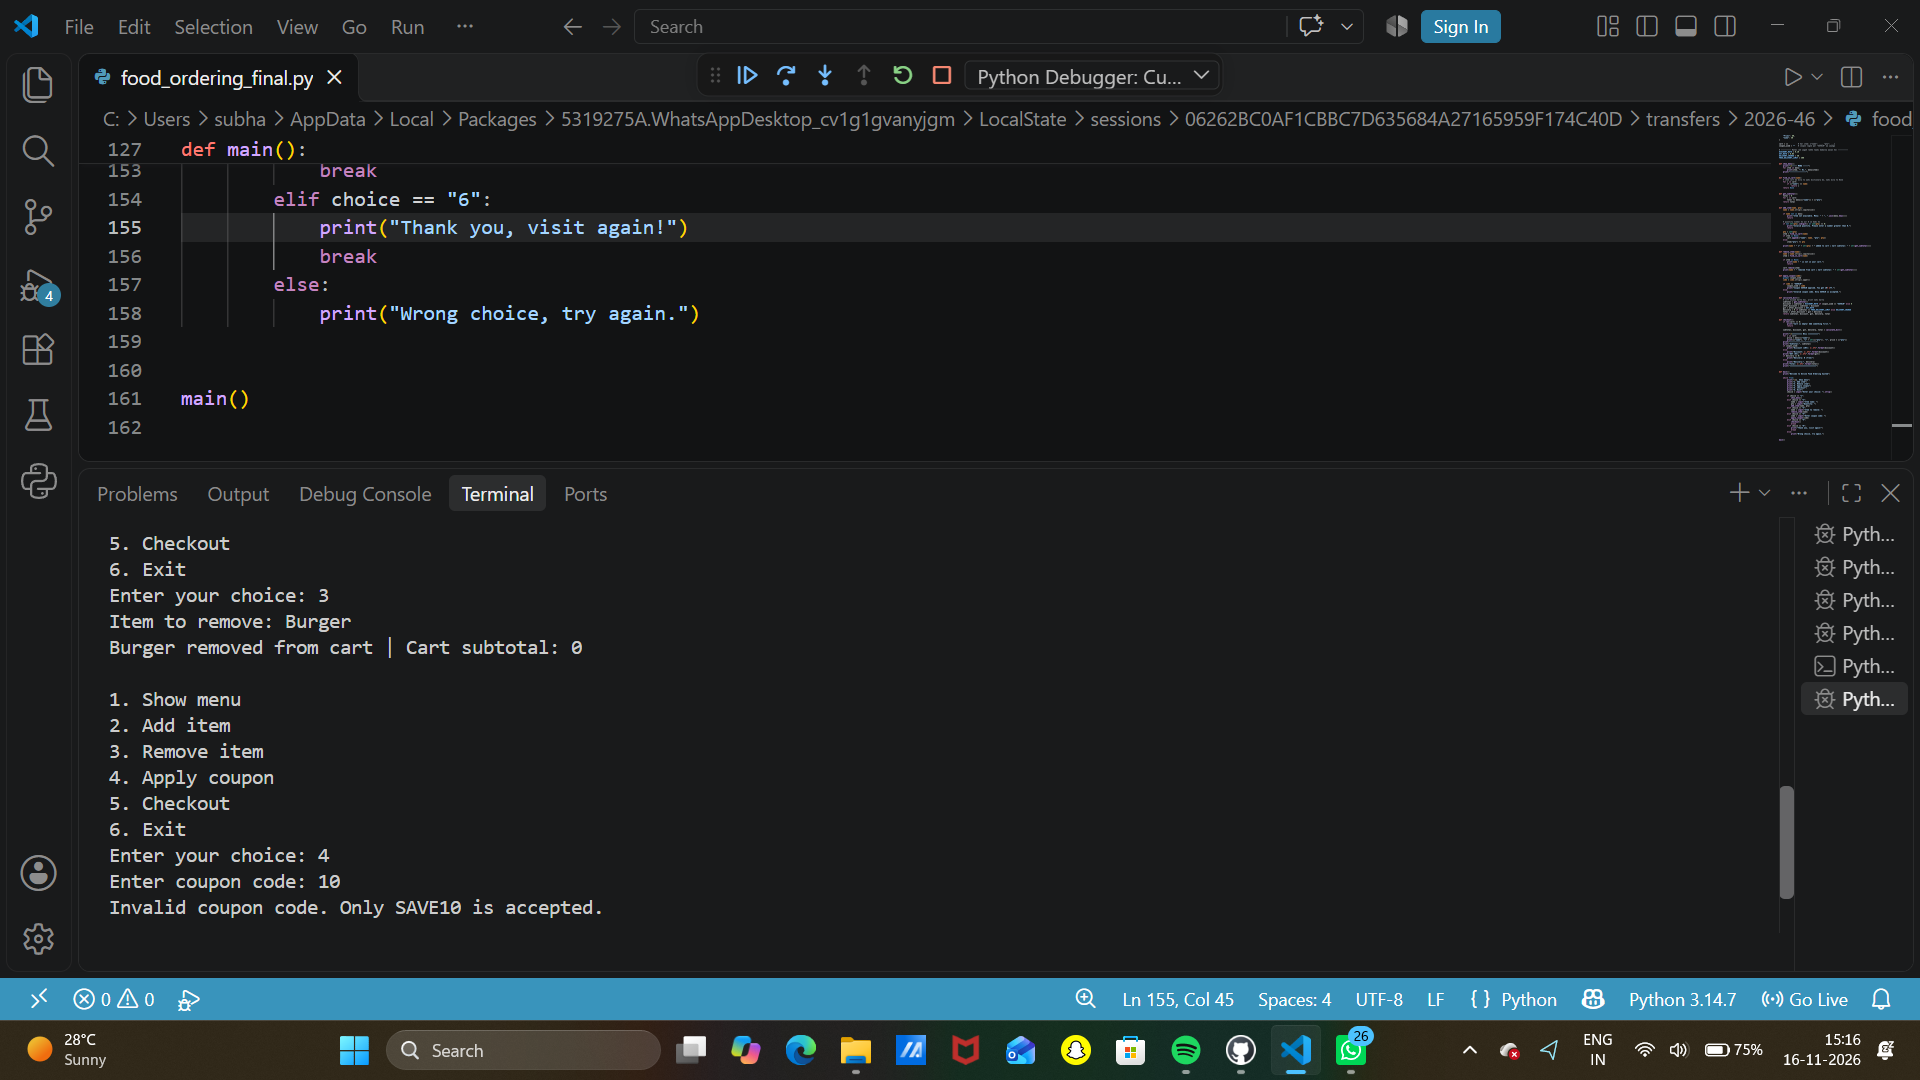 File Edit Selection View Go Run ··· Search Sign In
food_ordering_final.py Python Debugger: Cu...
C: > Users > subha > AppData > Local > Packages > 5319275A.WhatsAppDesktop_cv1g1gvanyjgm > LocalState > sessions > 06262BC0AF1CBBC7D635684A27165959F174C40D > transfers > 2026-46 > food
127 def main():
153 break
154 elif choice == "6":
155 print("Thank you, visit again!")
156 break
157 else:
158 print("Wrong choice, try again.")
159
160
161 main()
162
Problems Output Debug Console Terminal Ports
5. Checkout
6. Exit
Enter your choice: 3
Item to remove: Burger
Burger removed from cart | Cart subtotal: 0
1. Show menu
2. Add item
3. Remove item
4. Apply coupon
5. Checkout
6. Exit
Enter your choice: 4
Enter coupon code: 10
Invalid coupon code. Only SAVE10 is accepted.
Pyth...
Pyth...
Pyth...
Pyth...
Pyth...
Pyth...
4
0 0 Ln 155, Col 45 Spaces: 4 UTF-8 LF { } Python Python 3.14.7 Go Live
28°C
Sunny
Search
26
ENG
IN
75%
15:16
16-11-2026